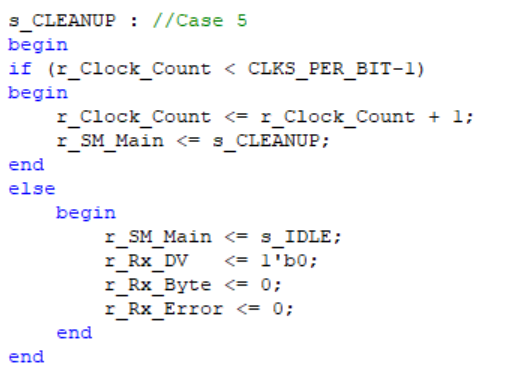 s_CLEANUP : //Case 5
begin
if (r_Clock_Count < CLKS_PER_BIT-1)
begin
    r_Clock_Count <= r_Clock_Count + 1;
    r_SM_Main <= s_CLEANUP;
end
else
    begin
        r_SM_Main <= s_IDLE;
        r_Rx_DV   <= 1'b0;
        r_Rx_Byte <= 0;
        r_Rx_Error <= 0;
    end
end